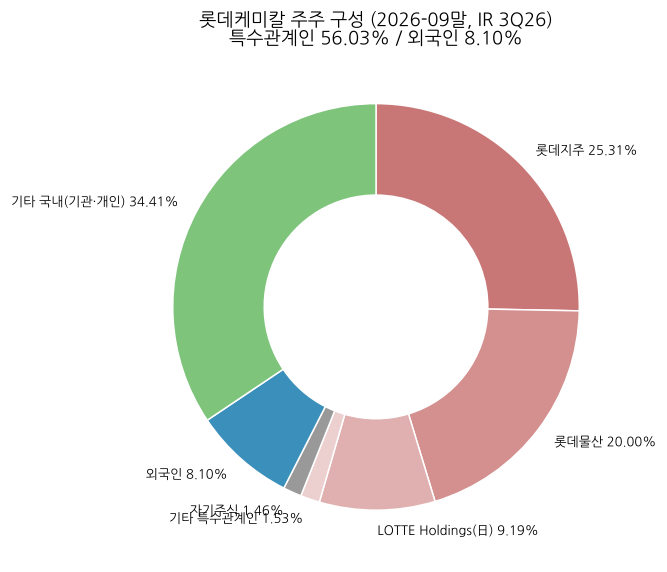 롯데케미칼 주주 구성 (2026-09말, IR 3Q26)
특수관계인 56.03% / 외국인 8.10%
롯데지주 25.31%
기타 국내(기관·개인) 34.41%
롯데물산 20.00%
외국인 8.10%
자기주식 1.46%
기타 특수관계인 1.53%
LOTTE Holdings(日) 9.19%